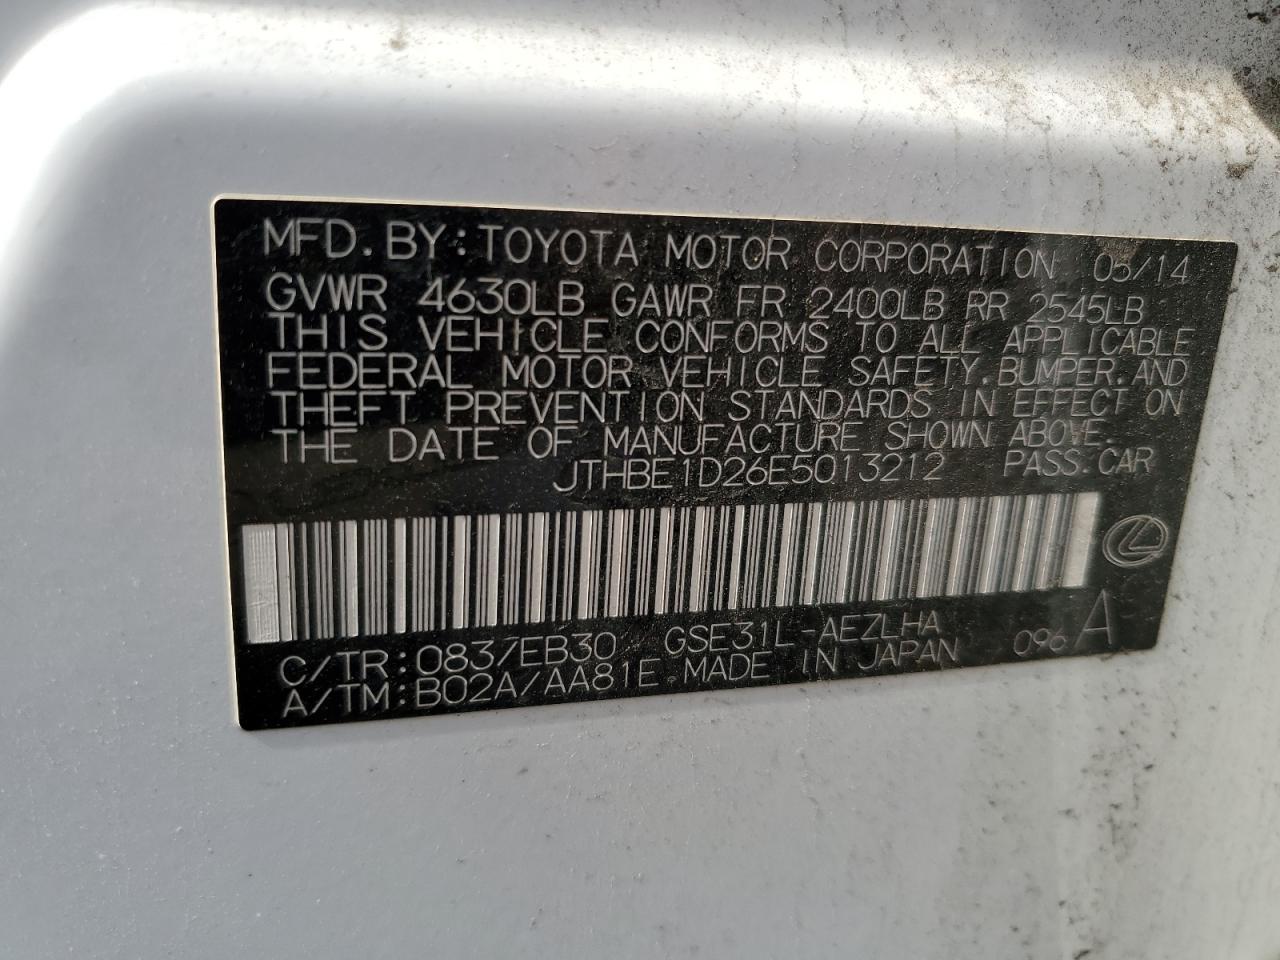 MFD.BY:TOYOTA MOTOR CORPORATION 05/14
GVWR 4630LB GAWR FR 2400LB RR 2545LB
THIS VEHICLE CONFORMS TO ALL APPLICABLE
FEDERAL MOTOR VEHICLE SAFETY.BUMPER.AND
THEFT PREVENTION STANDARDS IN EFFECT ON
THE DATE OF MANUFACTURE SHOWN ABOVE.
JTHBE1D26E5013212 PASS.CAR
C/TR:083/EB30 GSE31L-AEZLHA 096 A
A/TM:B02A/AA81E MADE IN JAPAN